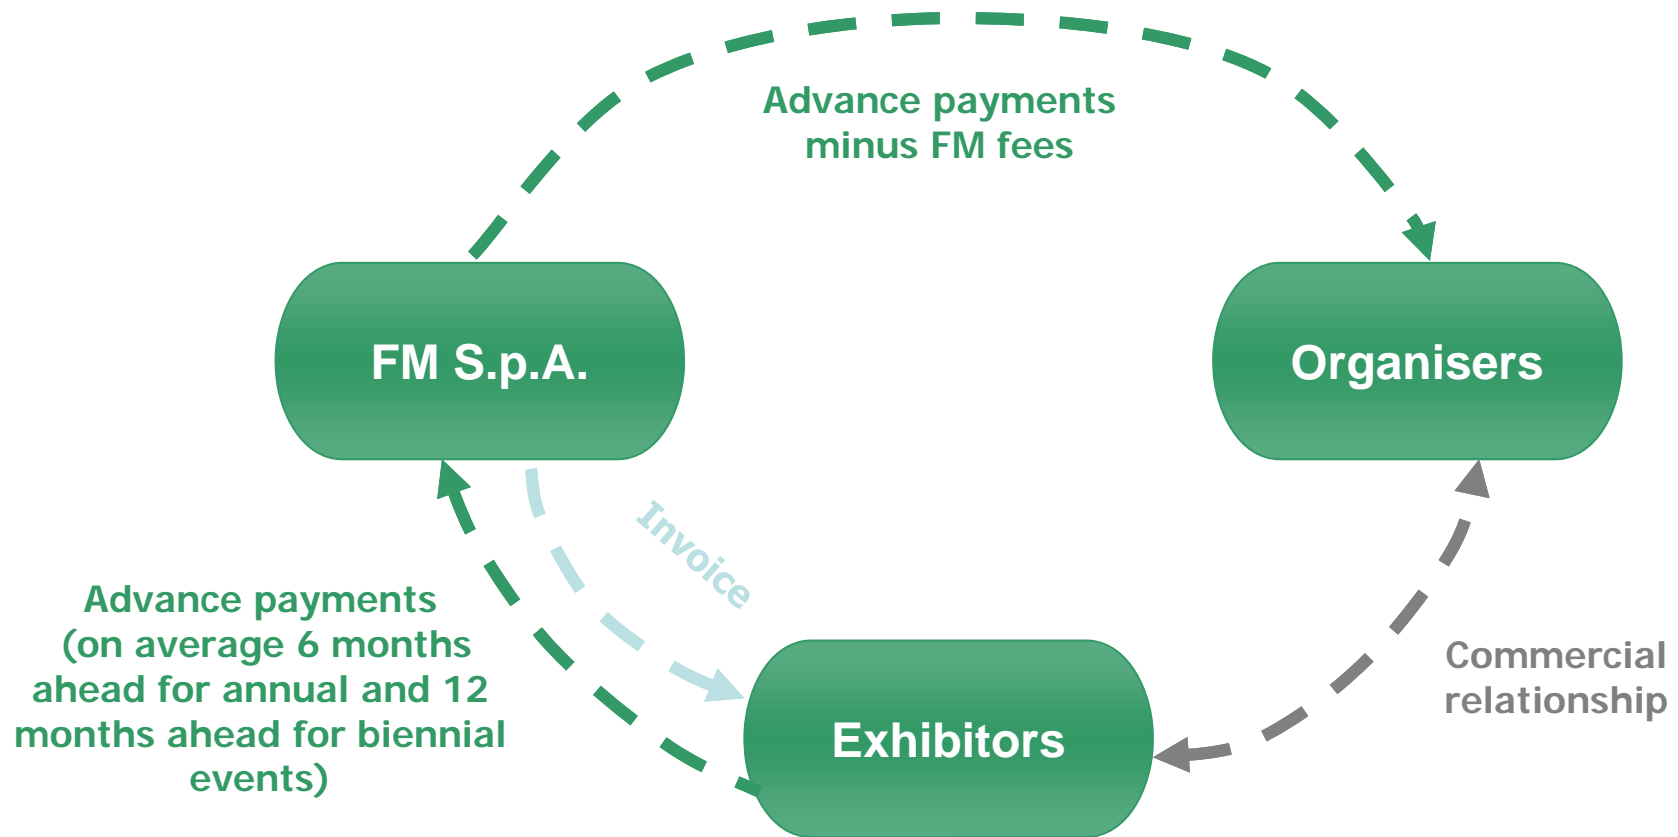 Advance payments
minus FM fees
FM S.p.A.
Organisers
Invoice
Advance payments
(on average 6 months
ahead for annual and 12
months ahead for biennial
events)
Commercial
relationship
Exhibitors